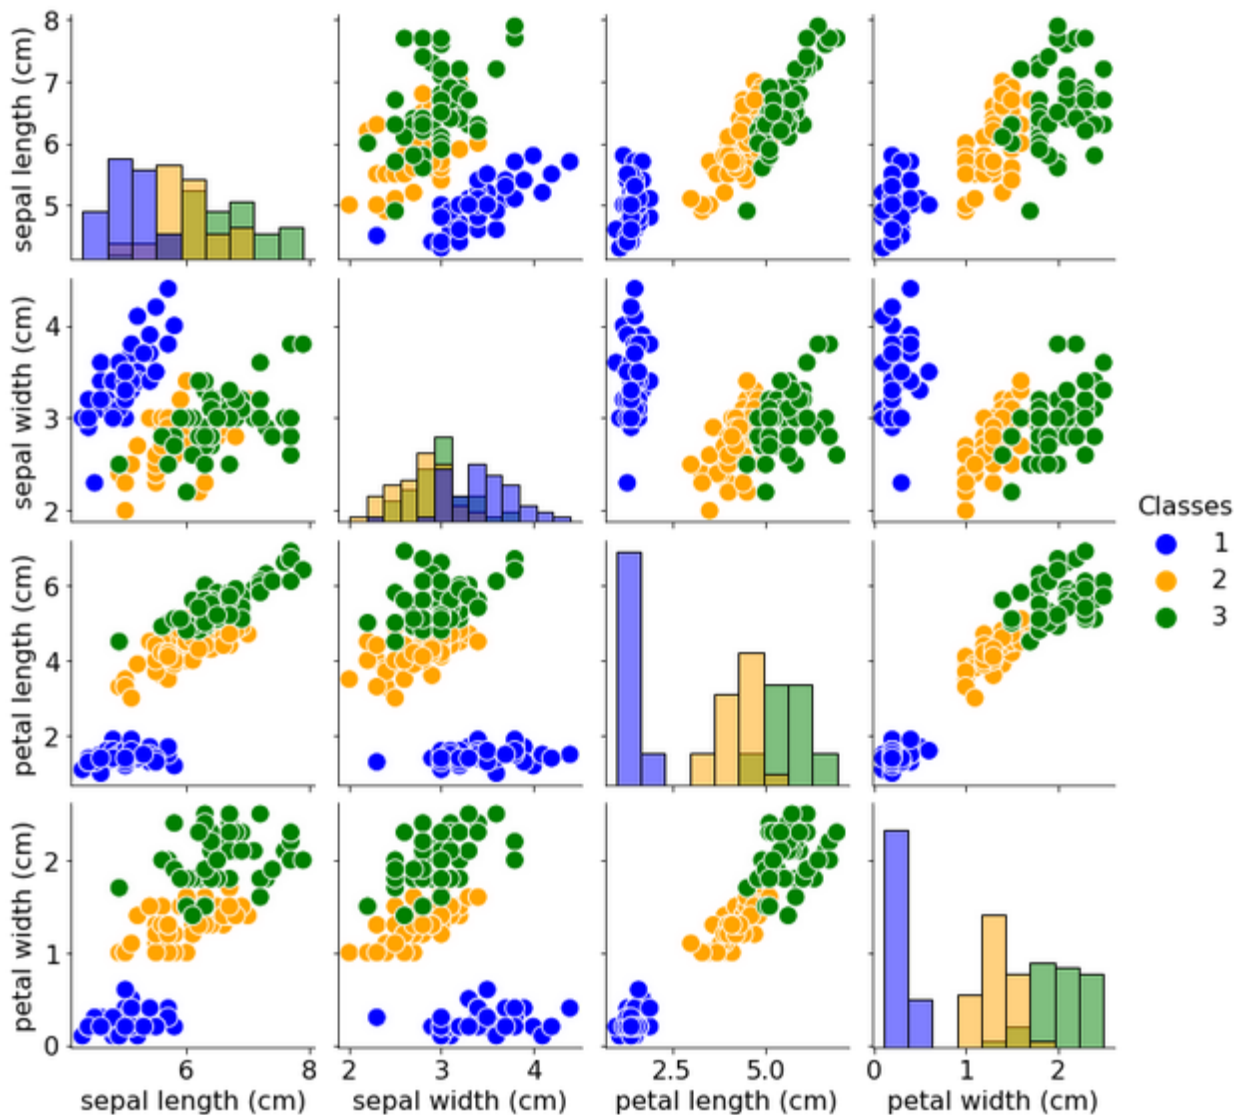 8
7
6
5
sepal length (cm)
4
3
2
sepal width (cm)
6
4
2
petal length (cm)
2
1
0
petal width (cm)
6 8
sepal length (cm)
2 3 4
sepal width (cm)
2.5 5.0
petal length (cm)
0 1 2
petal width (cm)
Classes
1
2
3